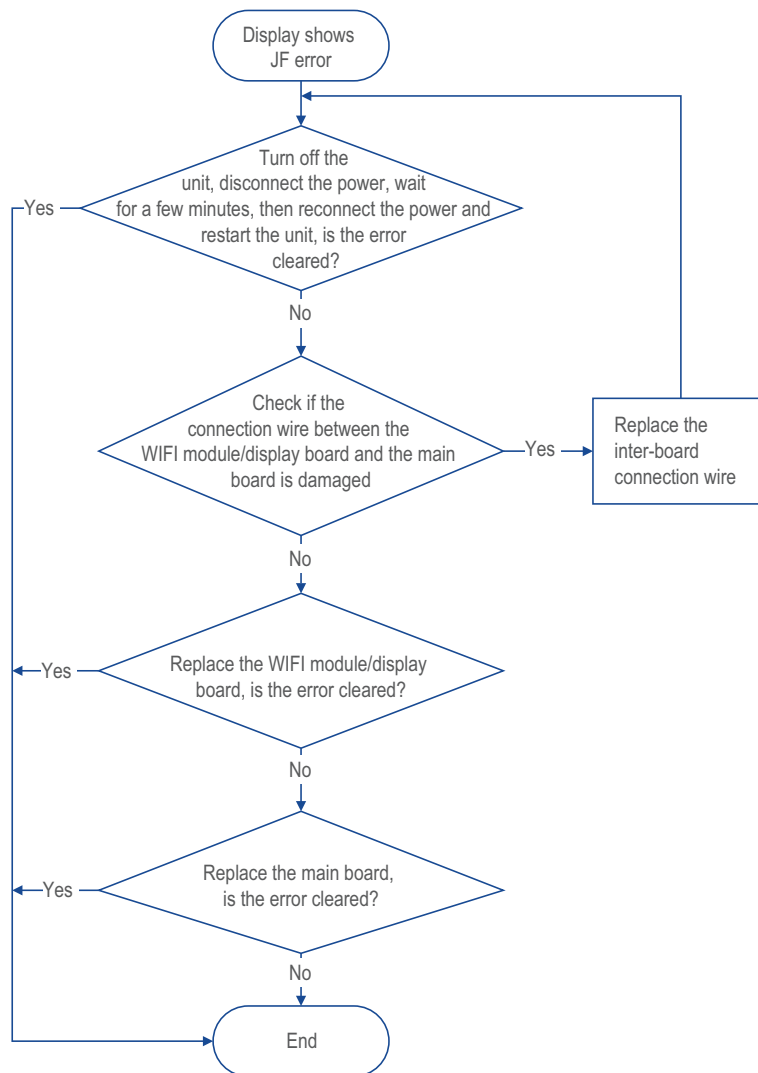 Display shows
JF error
Turn off the
unit, disconnect the power, wait
for a few minutes, then reconnect the power and
restart the unit, is the error
cleared?
Yes
No
Check if the
connection wire between the
WIFI module/display board and the main
board is damaged
Yes
Replace the
inter-board
connection wire
No
Replace the WIFI module/display
board, is the error cleared?
Yes
No
Replace the main board,
is the error cleared?
Yes
No
End